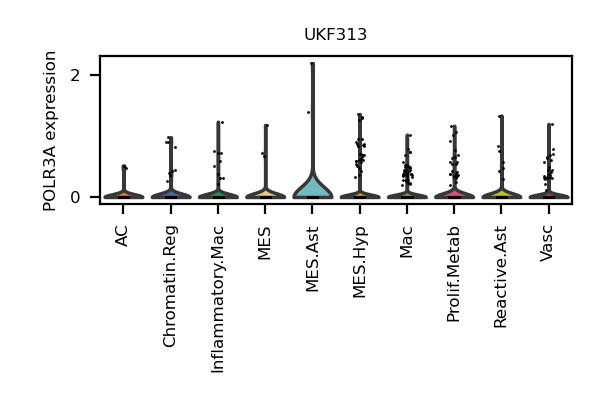 UKF313
POLR3A expression
2
0
AC
Chromatin.Reg
Inflammatory.Mac
MES
MES.Ast
MES.Hyp
Mac
Prolif.Metab
Reactive.Ast
Vasc